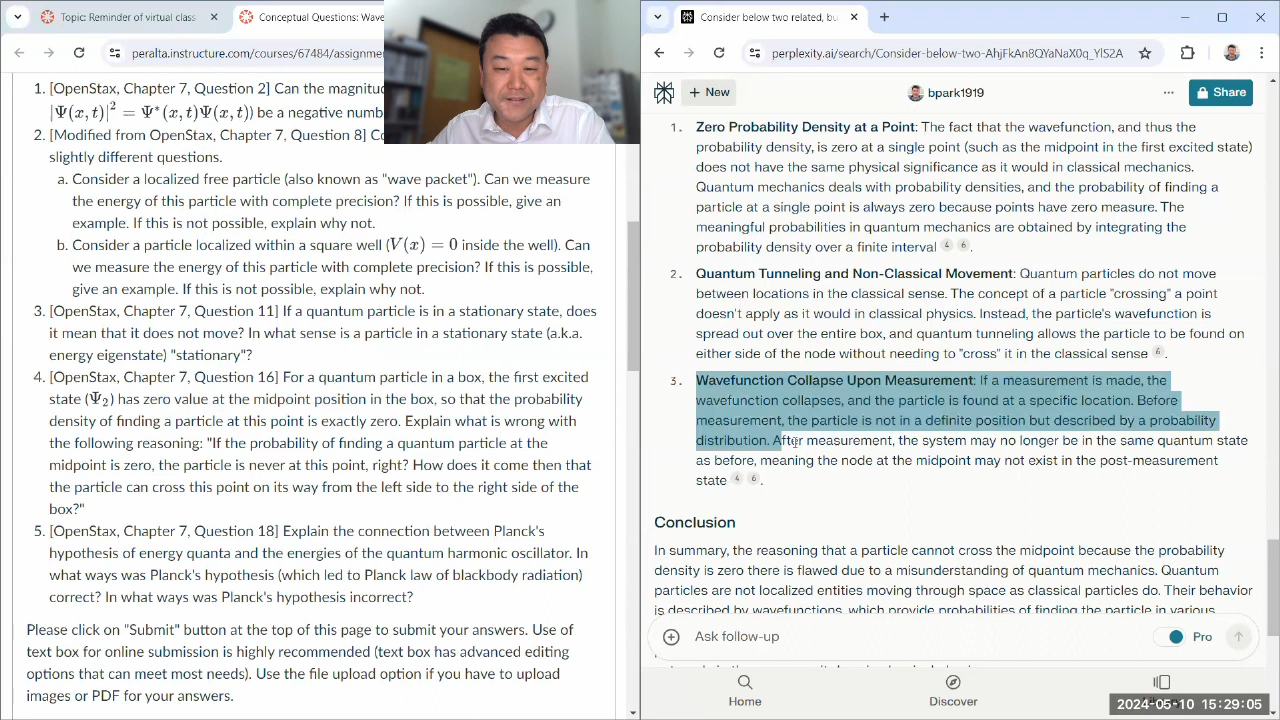 Topic: Reminder of virtual class
Conceptual Questions: Wave
peralta.instructure.com/courses/67484/assignme
1. [OpenStax, Chapter 7, Question 2] Can the magnitu
|Ψ(x, t)|² = Ψ*(x, t)Ψ(x, t)) be a negative numb
2. [Modified from OpenStax, Chapter 7, Question 8] Co
slightly different questions.
a. Consider a localized free particle (also known as "wave packet"). Can we measure
the energy of this particle with complete precision? If this is possible, give an
example. If this is not possible, explain why not.
b. Consider a particle localized within a square well (V(x) = 0 inside the well). Can
we measure the energy of this particle with complete precision? If this is possible,
give an example. If this is not possible, explain why not.
3. [OpenStax, Chapter 7, Question 11] If a quantum particle is in a stationary state, does
it mean that it does not move? In what sense is a particle in a stationary state (a.k.a.
energy eigenstate) "stationary"?
4. [OpenStax, Chapter 7, Question 16] For a quantum particle in a box, the first excited
state (Ψ₂) has zero value at the midpoint position in the box, so that the probability
density of finding a particle at this point is exactly zero. Explain what is wrong with
the following reasoning: "If the probability of finding a quantum particle at the
midpoint is zero, the particle is never at this point, right? How does it come then that
the particle can cross this point on its way from the left side to the right side of the
box?"
5. [OpenStax, Chapter 7, Question 18] Explain the connection between Planck's
hypothesis of energy quanta and the energies of the quantum harmonic oscillator. In
what ways was Planck's hypothesis (which led to Planck law of blackbody radiation)
correct? In what ways was Planck's hypothesis incorrect?
Please click on "Submit" button at the top of this page to submit your answers. Use of
text box for online submission is highly recommended (text box has advanced editing
options that can meet most needs). Use the file upload option if you have to upload
images or PDF for your answers.
Consider below two related, bu
perplexity.ai/search/Consider-below-two-AhjFkAn8QYaNaX0D_YlS2A
New
bpark1919
Share
1. Zero Probability Density at a Point: The fact that the wavefunction, and thus the
probability density, is zero at a single point (such as the midpoint in the first excited state)
does not have the same physical significance as it would in classical mechanics.
Quantum mechanics deals with probability densities, and the probability of finding a
particle at a single point is always zero because points have zero measure. The
meaningful probabilities in quantum mechanics are obtained by integrating the
probability density over a finite interval 4 6 .
2. Quantum Tunneling and Non-Classical Movement: Quantum particles do not move
between locations in the classical sense. The concept of a particle "crossing" a point
doesn't apply as it would in classical physics. Instead, the particle's wavefunction is
spread out over the entire box, and quantum tunneling allows the particle to be found on
either side of the node without needing to "cross" it in the classical sense 6 .
3. Wavefunction Collapse Upon Measurement: If a measurement is made, the
wavefunction collapses, and the particle is found at a specific location. Before
measurement, the particle is not in a definite position but described by a probability
distribution. After measurement, the system may no longer be in the same quantum state
as before, meaning the node at the midpoint may not exist in the post-measurement
state 4 6 .
Conclusion
In summary, the reasoning that a particle cannot cross the midpoint because the probability
density is zero there is flawed due to a misunderstanding of quantum mechanics. Quantum
particles are not localized entities moving through space as classical particles do. Their behavior
is described by wavefunctions, which provide probabilities of finding the particle in various
Ask follow-up
Pro
Home
Discover
2024-05-10 15:29:05